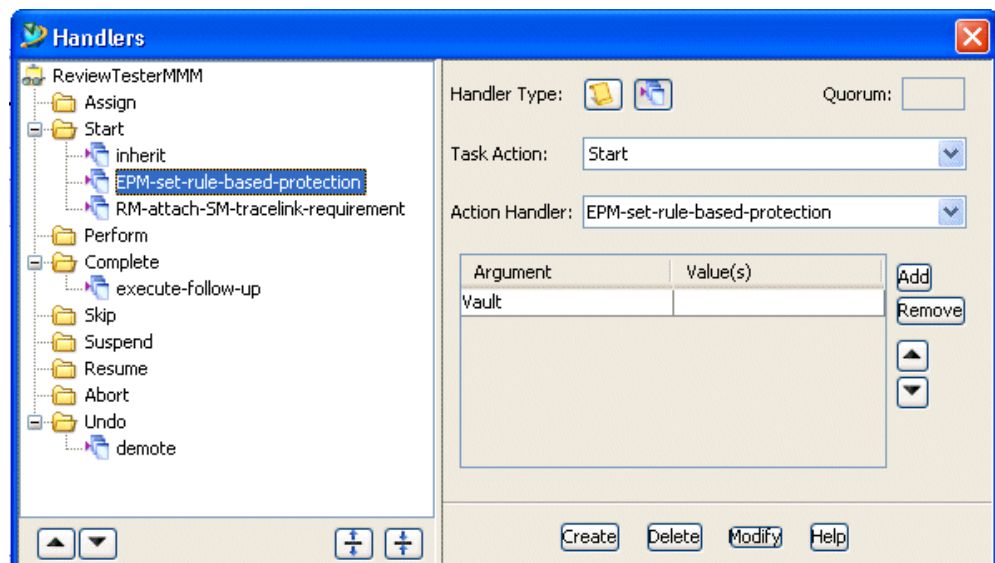 Handlers
ReviewTesterMMM
Assign
Start
inherit
EPM-set-rule-based-protection
RM-attach-SM-tracelink-requirement
Perform
Complete
execute-follow-up
Skip
Suspend
Resume
Abort
Undo
demote
Handler Type:
Quorum:
Task Action: Start
Action Handler: EPM-set-rule-based-protection
Argument Value(s)
Vault
Add
Remove
Create Delete Modify Help